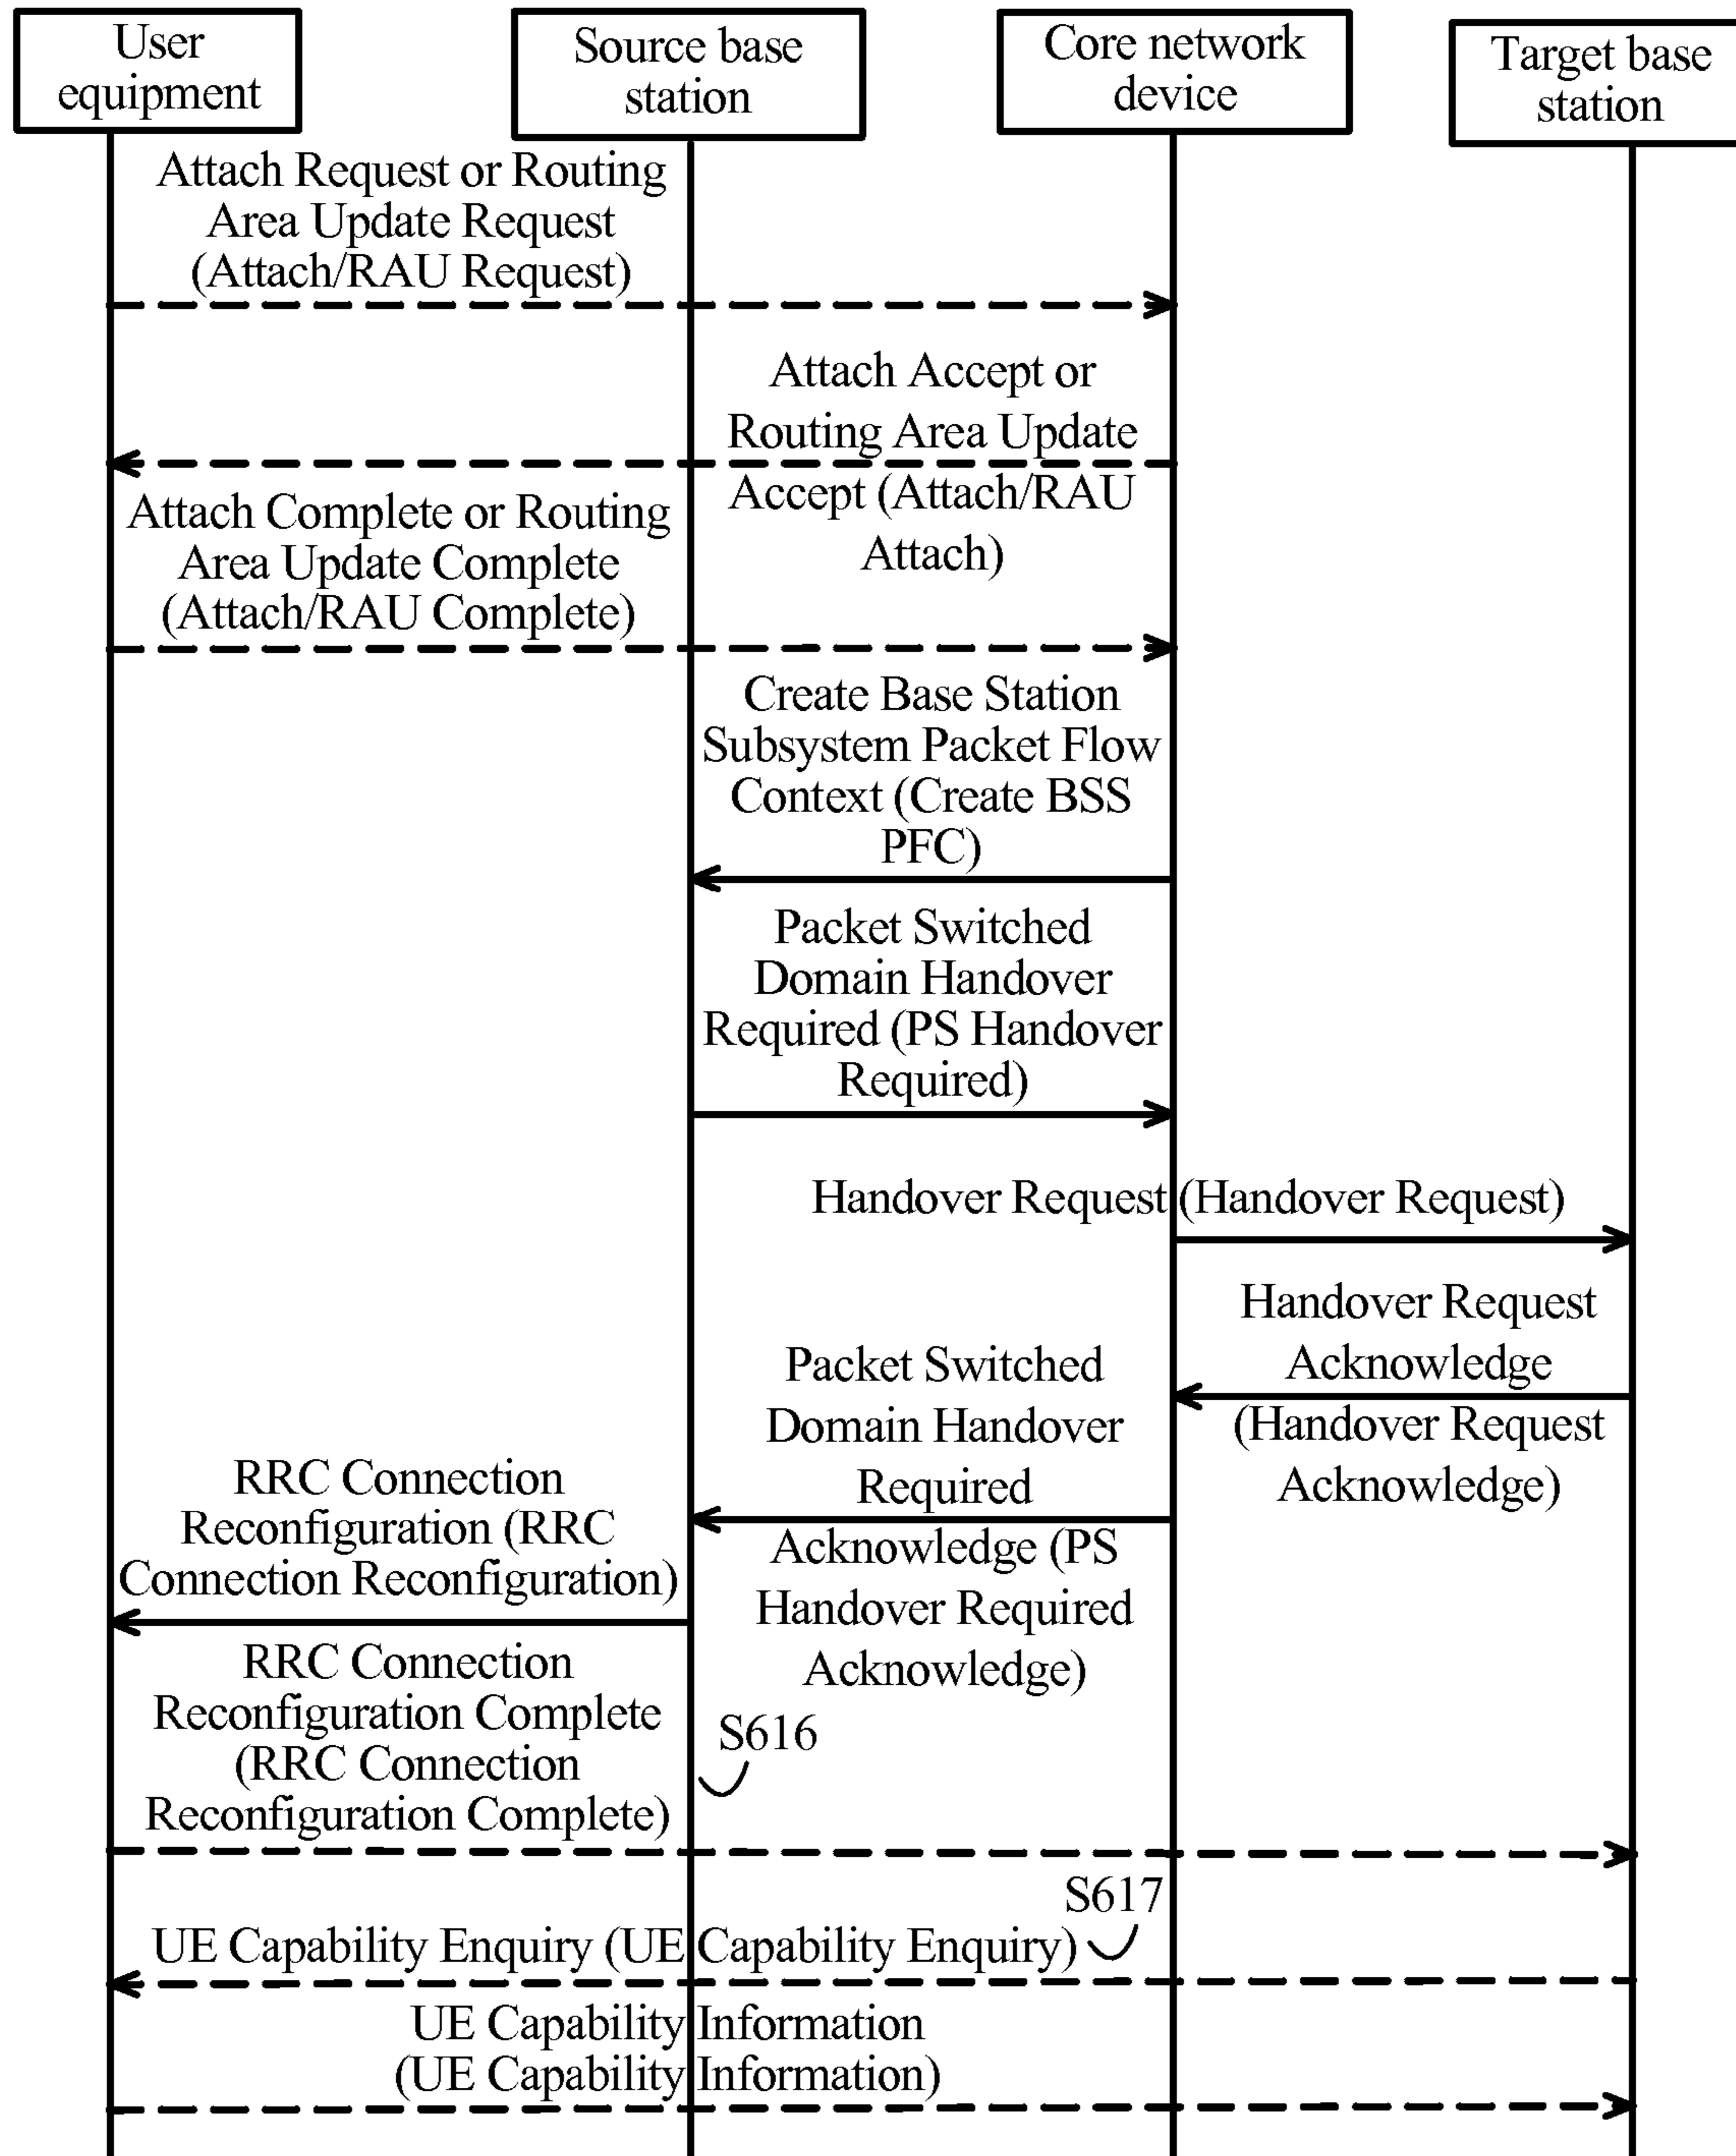 User
equipment
Source base
station
Core network
device
Target base
station
Attach Request or Routing
Area Update Request
(Attach/RAU Request)
Attach Accept or
Routing Area Update
Accept (Attach/RAU
Attach)
Attach Complete or Routing
Area Update Complete
(Attach/RAU Complete)
Create Base Station
Subsystem Packet Flow
Context (Create BSS
PFC)
Packet Switched
Domain Handover
Required (PS Handover
Required)
Handover Request (Handover Request)
Handover Request
Acknowledge
(Handover Request
Acknowledge)
Packet Switched
Domain Handover
Required
Acknowledge (PS
Handover Required
Acknowledge)
RRC Connection
Reconfiguration (RRC
Connection Reconfiguration)
RRC Connection
Reconfiguration Complete
(RRC Connection
Reconfiguration Complete)
S616
S617
UE Capability Enquiry (UE Capability Enquiry)
UE Capability Information
(UE Capability Information)